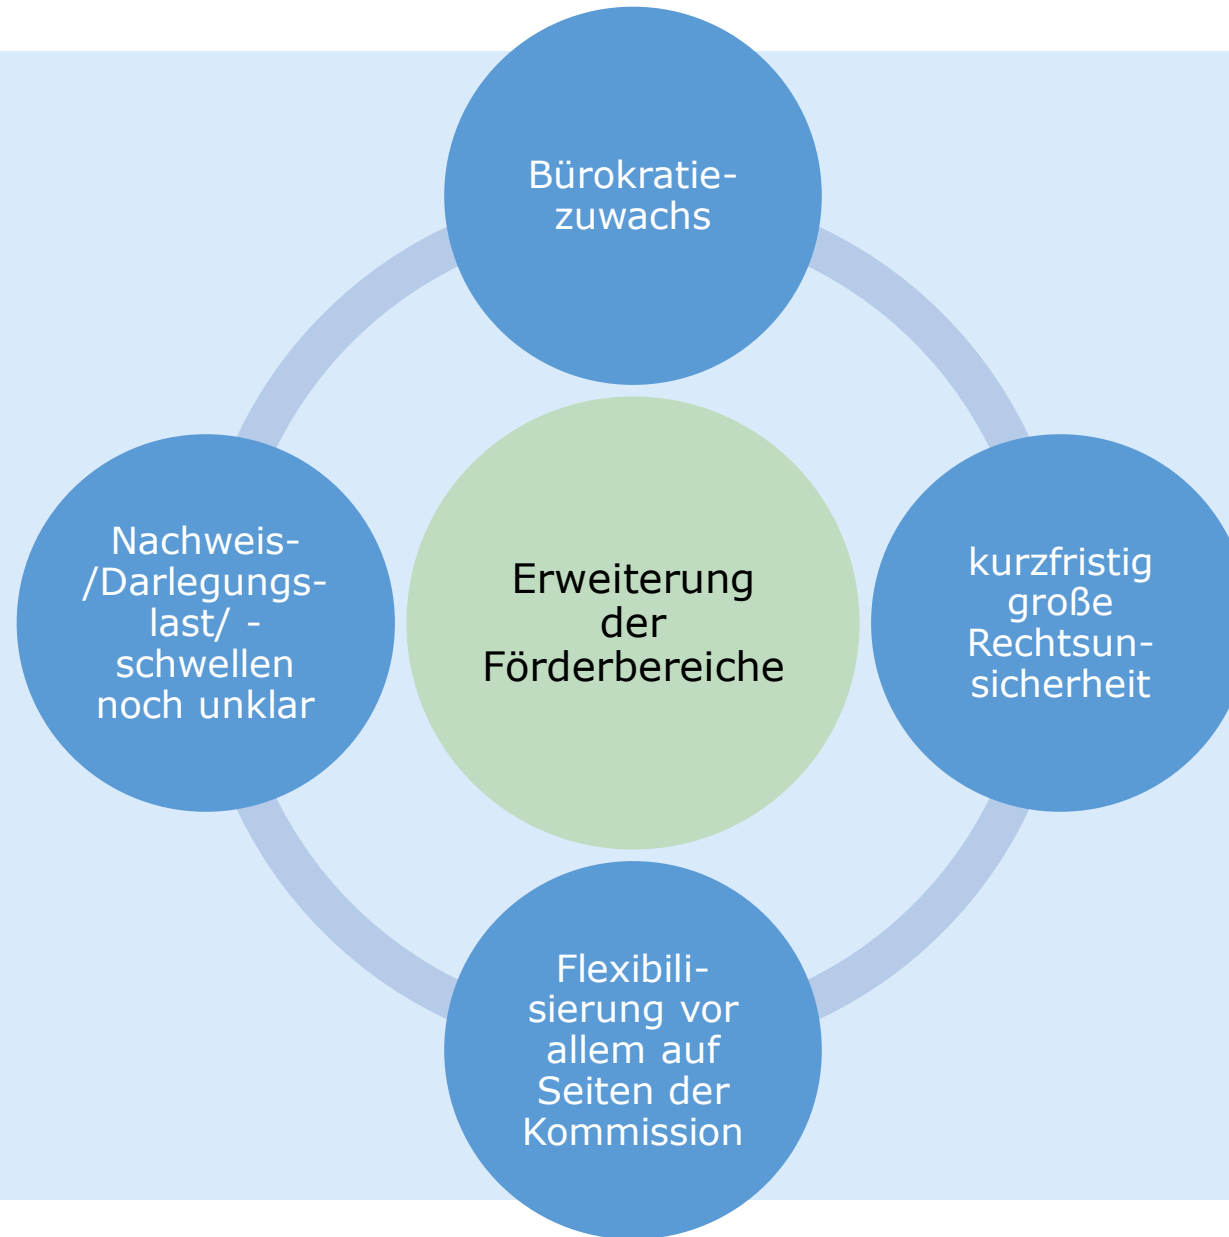 Bürokratie-
zuwachs
Nachweis-
/Darlegungs-
last/ -
schwellen
noch unklar
Erweiterung
der
Förderbereiche
kurzfristig
große
Rechtsun-
sicherheit
Flexibili-
sierung vor
allem auf
Seiten der
Kommission